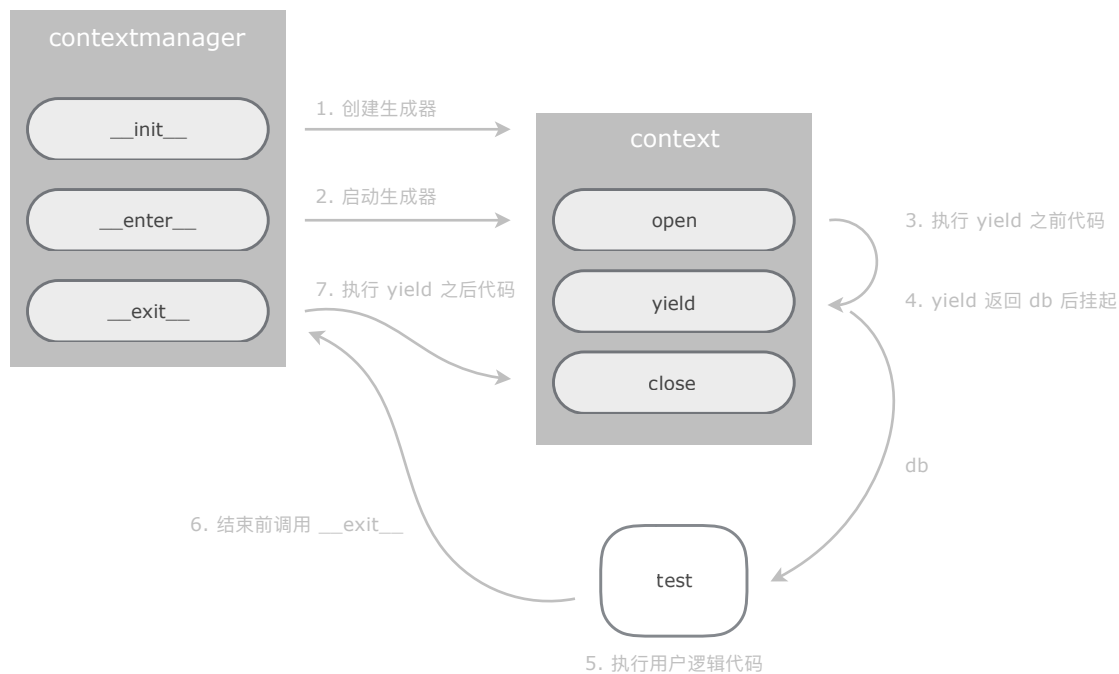 contextmanager
__init__
__enter__
__exit__
1. 创建生成器
2. 启动生成器
7. 执行 yield 之后代码
context
open
yield
close
3. 执行 yield 之前代码
4. yield 返回 db 后挂起
db
6. 结束前调用 __exit__
test
5. 执行用户逻辑代码